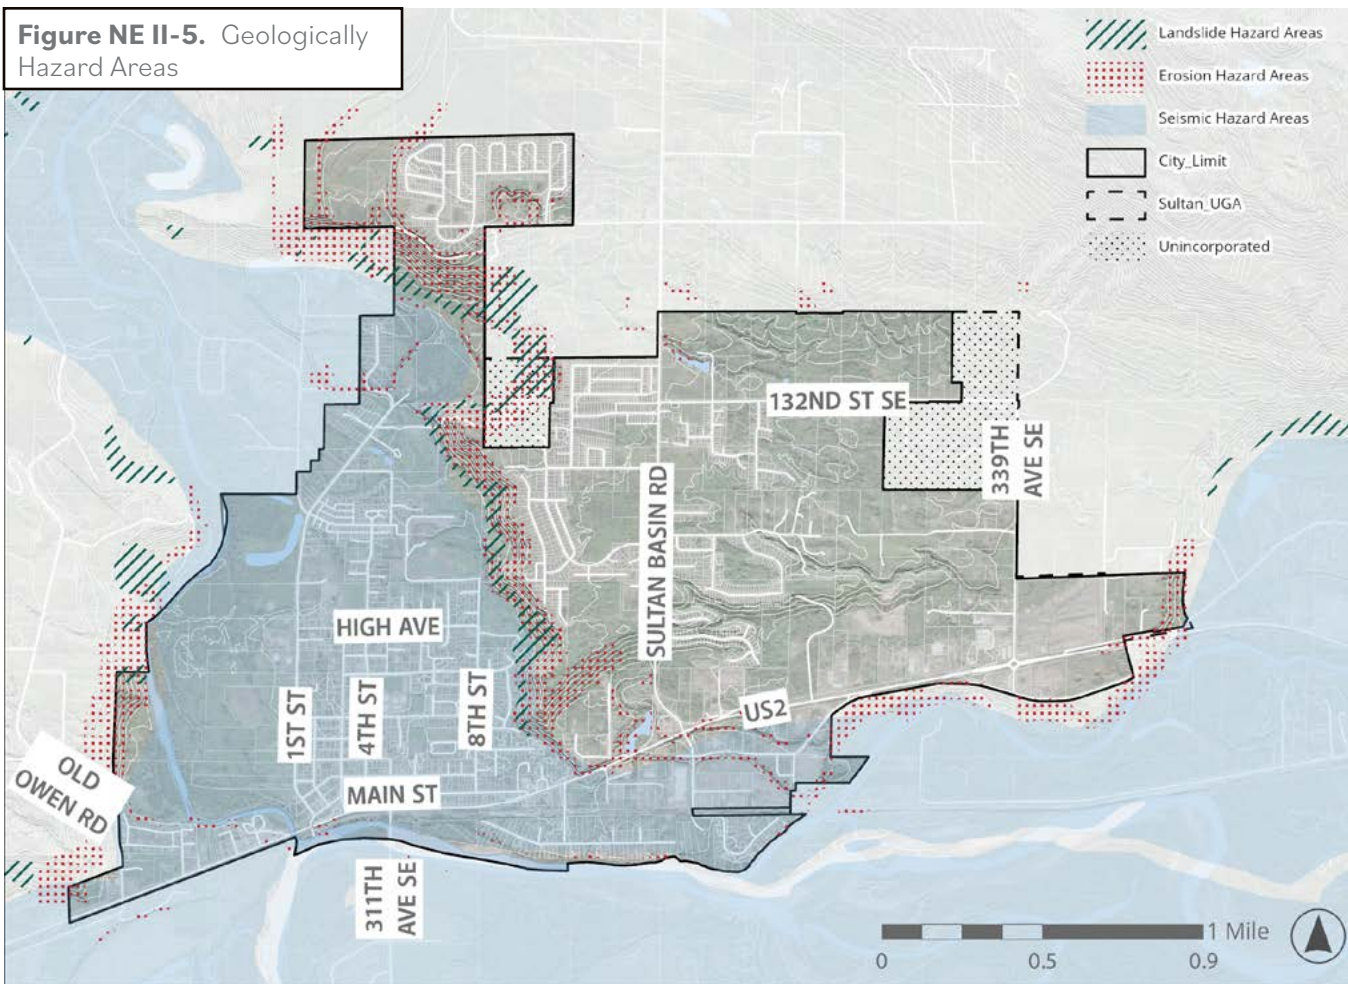 Figure NE II-5. Geologically
Hazard Areas
Landslide Hazard Areas
Erosion Hazard Areas
Seismic Hazard Areas
City_Limit
Sultan_UGA
Unincorporated
132ND ST SE
339TH
AVE SE
SULTAN BASIN RD
HIGH AVE
1ST ST
4TH ST
8TH ST
US2
OLD
OWEN RD
MAIN ST
311TH
AVE SE
1 Mile
0
0.5
0.9